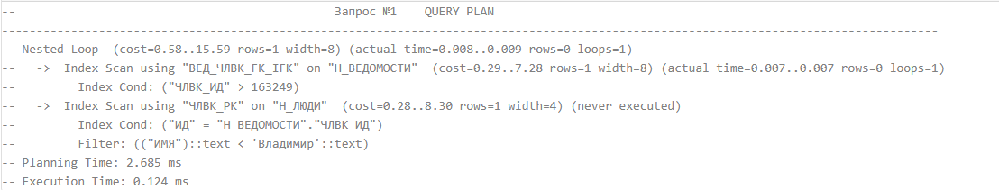 --                                              Запрос №1    QUERY PLAN
-----------------------------------------------------------------------------------------------------------------------------------
-- Nested Loop  (cost=0.58..15.59 rows=1 width=8) (actual time=0.008..0.009 rows=0 loops=1)
--   ->  Index Scan using "ВЕД_ЧЛВК_FK_IFK" on "Н_ВЕДОМОСТИ"  (cost=0.29..7.28 rows=1 width=8) (actual time=0.007..0.007 rows=0 loops=1)
--         Index Cond: ("ЧЛВК_ИД" > 163249)
--   ->  Index Scan using "ЧЛВК_PK" on "Н_ЛЮДИ"  (cost=0.28..8.30 rows=1 width=4) (never executed)
--         Index Cond: ("ИД" = "Н_ВЕДОМОСТИ"."ЧЛВК_ИД")
--         Filter: (("ИМЯ")::text < 'Владимир'::text)
-- Planning Time: 2.685 ms
-- Execution Time: 0.124 ms